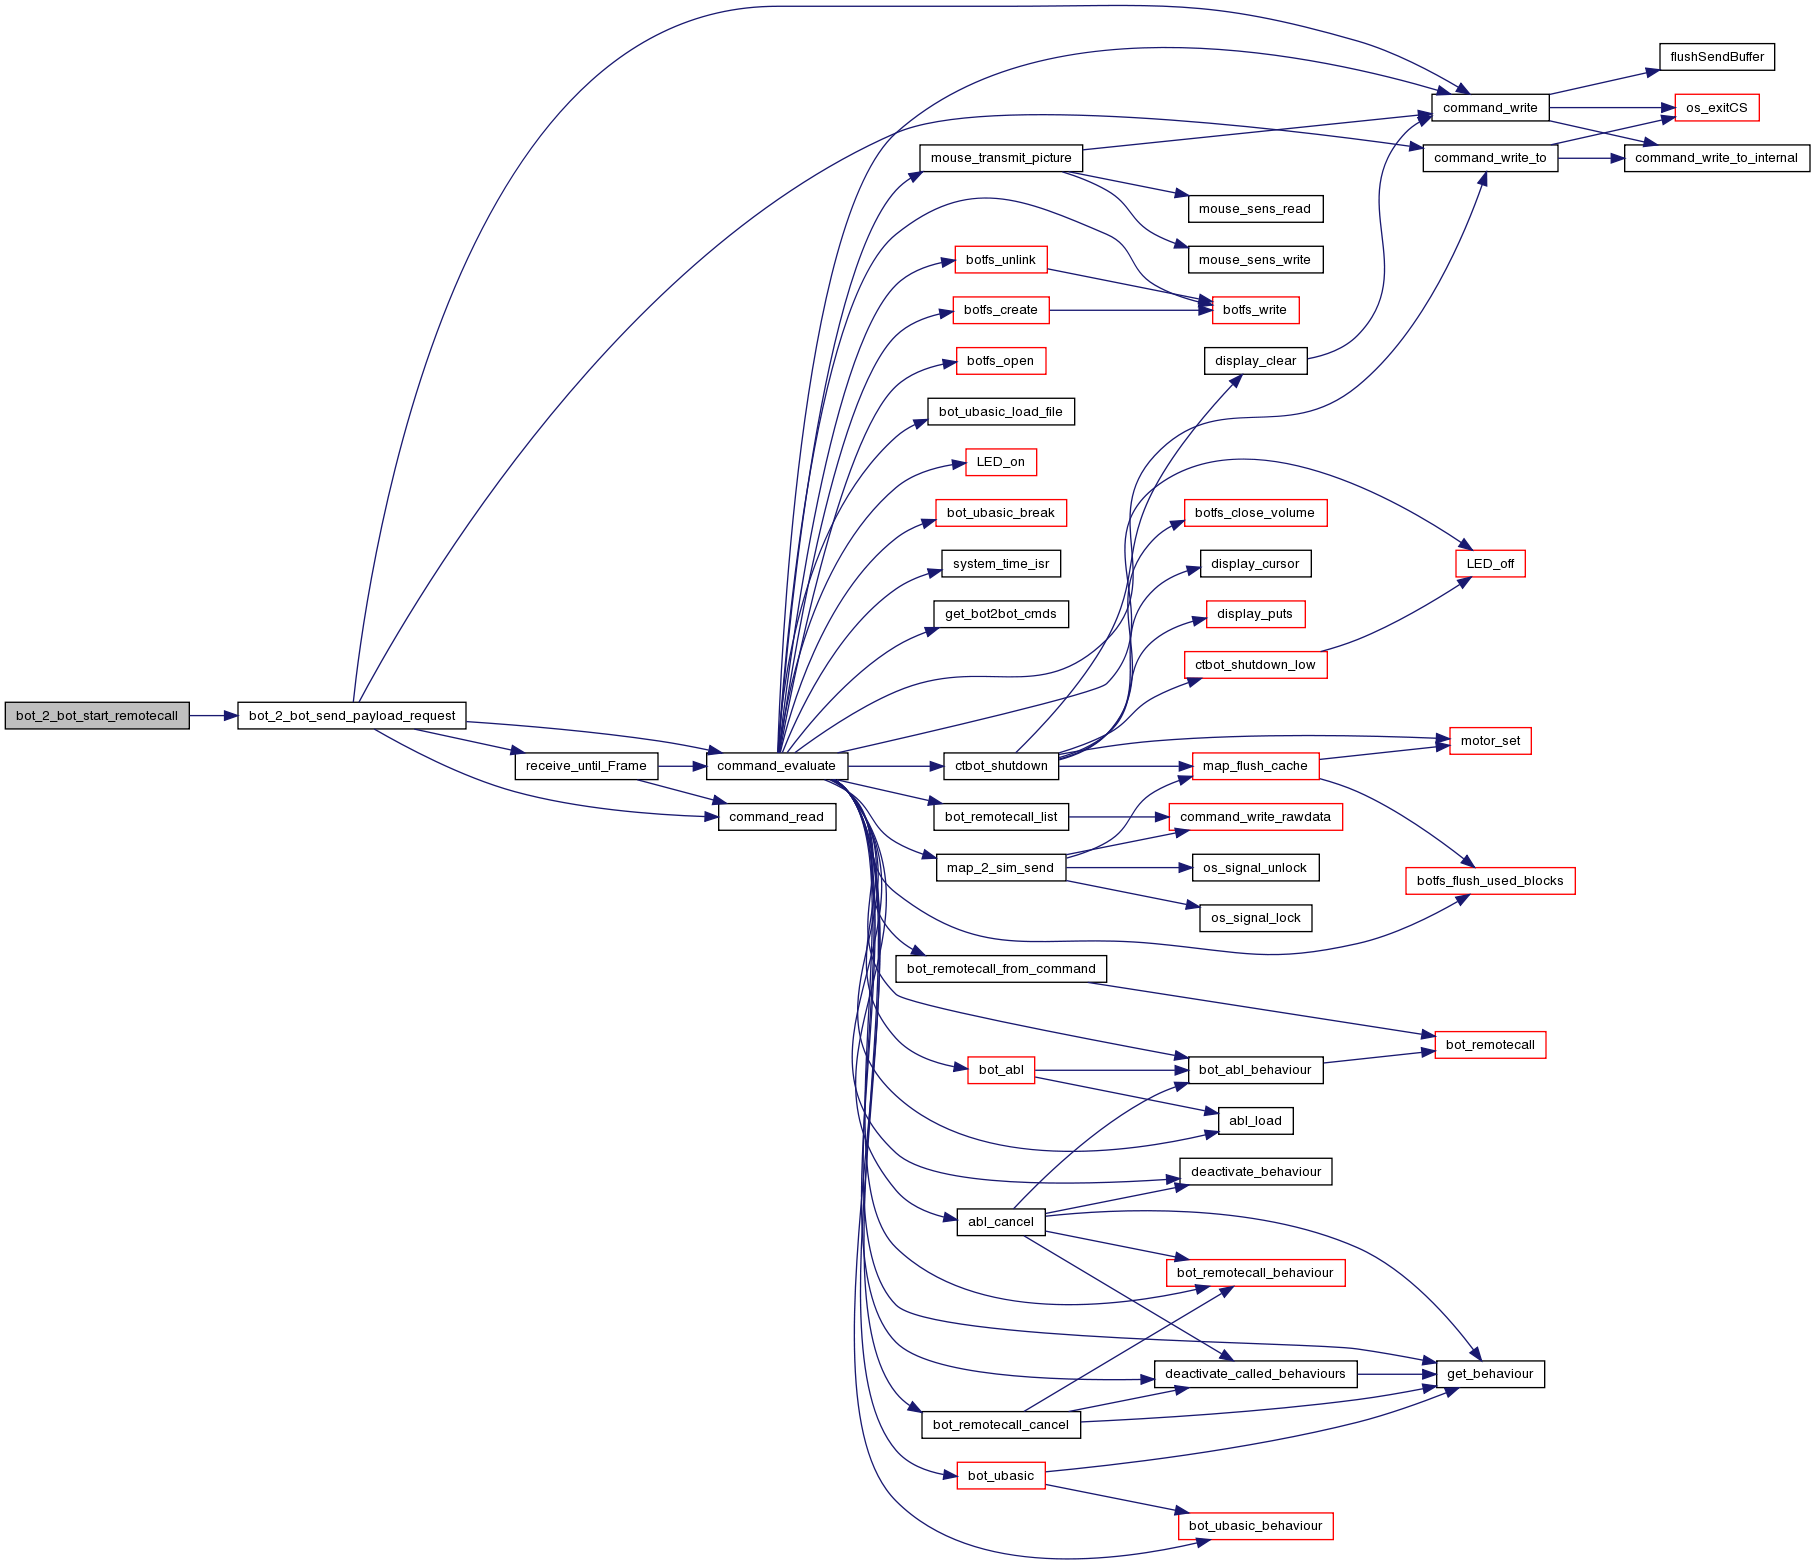 bot_2_bot_start_remotecall
bot_2_bot_send_payload_request
receive_until_Frame
command_evaluate
command_read
mouse_transmit_picture
botfs_unlink
botfs_create
botfs_open
bot_ubasic_load_file
LED_on
bot_ubasic_break
system_time_isr
get_bot2bot_cmds
ctbot_shutdown
bot_remotecall_list
map_2_sim_send
bot_remotecall_from_command
bot_abl
abl_cancel
bot_remotecall_cancel
bot_ubasic
mouse_sens_read
mouse_sens_write
botfs_write
display_clear
botfs_close_volume
display_cursor
display_puts
ctbot_shutdown_low
map_flush_cache
command_write_rawdata
os_signal_unlock
os_signal_lock
bot_abl_behaviour
abl_load
deactivate_behaviour
bot_remotecall_behaviour
deactivate_called_behaviours
bot_ubasic_behaviour
command_write
command_write_to
LED_off
motor_set
botfs_flush_used_blocks
bot_remotecall
get_behaviour
flushSendBuffer
os_exitCS
command_write_to_internal